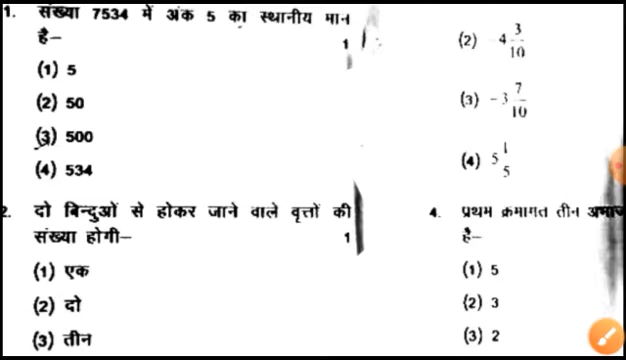 1. संख्या 7534 में अंक 5 का स्थानीय मान
है– 1
(1) 5
(2) 50
(3) 500
(4) 534
2. दो बिन्दुओं से होकर जाने वाले वृत्तों की
संख्या होगी– 1
(1) एक
(2) दो
(3) तीन
(2) -4 3/10
(3) -3 7/10
(4) 5 1/5
4. प्रथम क्रमागत तीन
है–
(1) 5
(2) 3
(3) 2